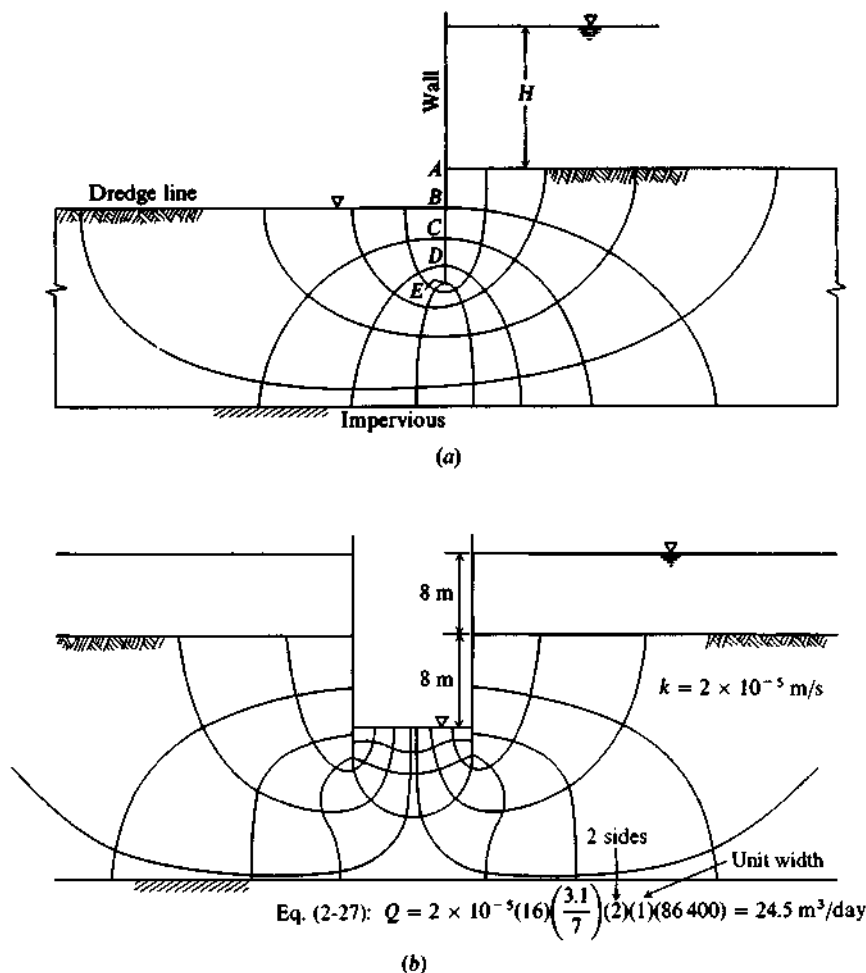 Wall
H
A
Dredge line
B
C
D
E
Impervious
(a)
8 m
8 m
k = 2 × 10⁻⁵ m/s
2 sides
Unit width
Eq. (2-27): Q = 2 × 10⁻⁵(16)(3.1/7)(2)(1)(86 400) = 24.5 m³/day
(b)